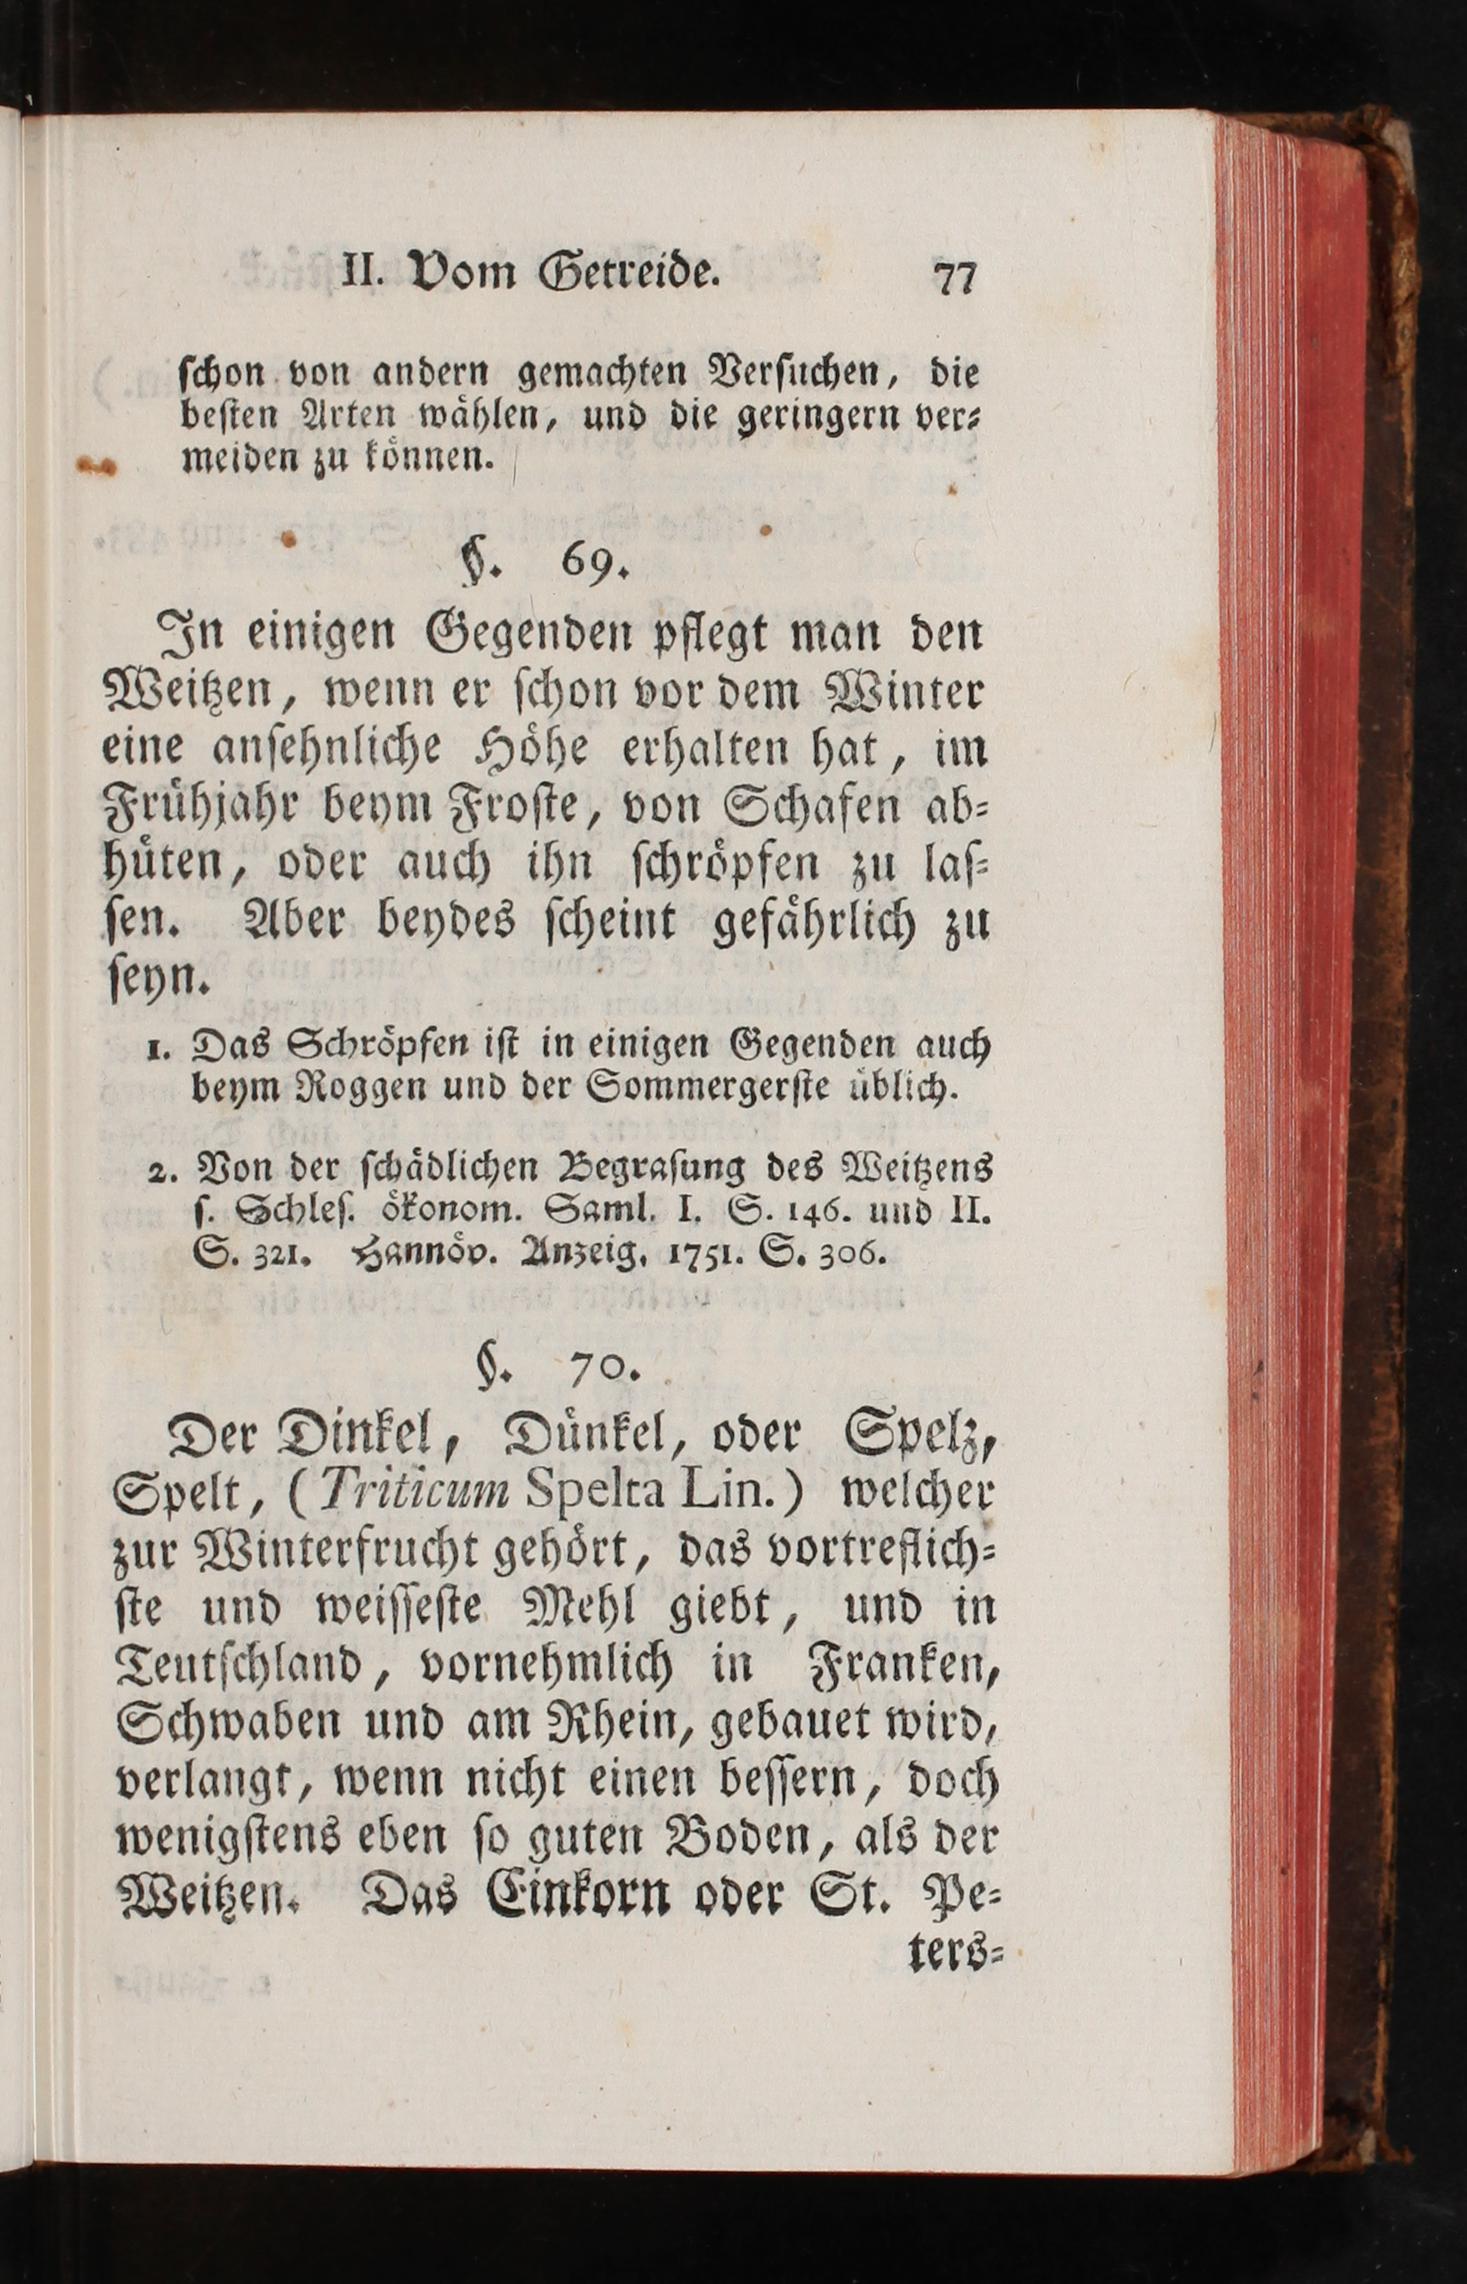 II. Vom Getreide. 77
ſchon von andern gemachten Verſuchen, die
beſten Arten wählen, und die geringern ver⸗
meiden zu können.
§. 69.
In einigen Gegenden pflegt man den
Weitzen, wenn er ſchon vor dem Winter
eine anſehnliche Höhe erhalten hat, im
Frühjahr beym Froſte, von Schafen ab⸗
hüten, oder auch ihn ſchröpfen zu laſ⸗
ſen. Aber beydes ſcheint gefährlich zu
ſeyn.
1. Das Schröpfen iſt in einigen Gegenden auch
beym Roggen und der Sommergerſte üblich.
2. Von der ſchädlichen Begraſung des Weitzens
ſ. Schleſ. ökonom. Saml. I. S. 146. und II.
S. 321. Hannöv. Anzeig. 1751. S. 306.
§. 70.
Der Dinkel, Dünkel, oder Spelz,
Spelt, (Triticum Spelta Lin.) welcher
zur Winterfrucht gehört, das vortreflich⸗
ſte und weiſſeſte Mehl giebt, und in
Teutſchland, vornehmlich in Franken,
Schwaben und am Rhein, gebauet wird,
verlangt, wenn nicht einen beſſern, doch
wenigſtens eben ſo guten Boden, als der
Weitzen. Das Einkorn oder St. Pe⸗
ters⸗